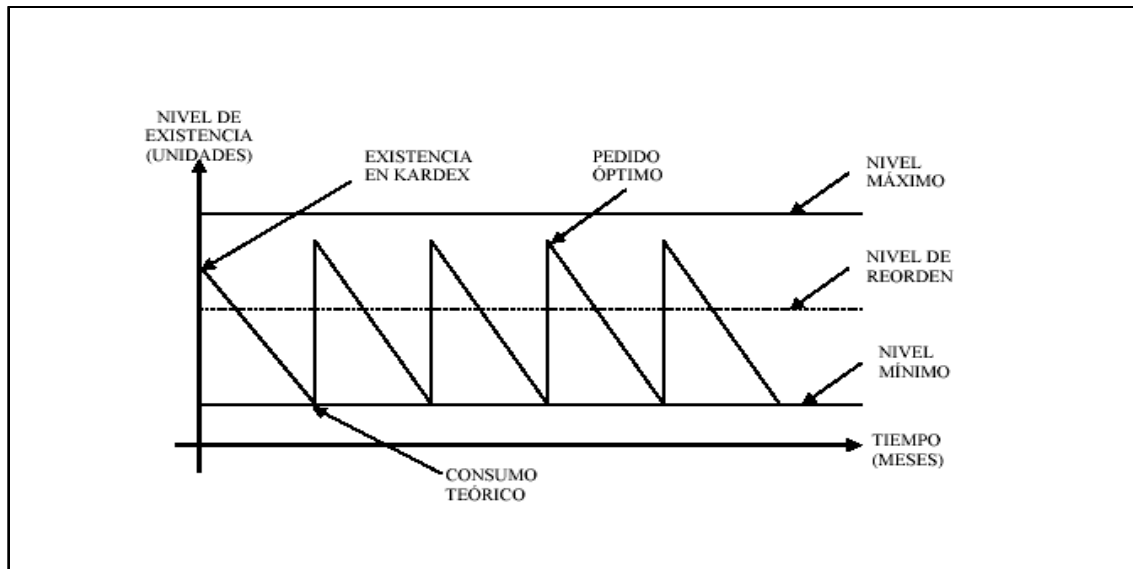 NIVEL DE
EXISTENCIA
(UNIDADES)
EXISTENCIA
EN KARDEX
PEDIDO
ÓPTIMO
NIVEL
MÁXIMO
NIVEL DE
REORDEN
NIVEL
MÍNIMO
TIEMPO
(MESES)
CONSUMO
TEÓRICO